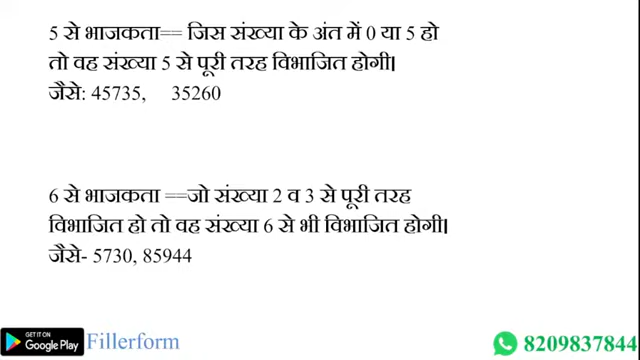 5 से भाजकता== जिस संख्या के अंत में 0 या 5 हो
तो वह संख्या 5 से पूरी तरह विभाजित होगी।
जैसे: 45735, 35260
6 से भाजकता ==जो संख्या 2 व 3 से पूरी तरह
विभाजित हो तो वह संख्या 6 से भी विभाजित होगी।
जैसे- 5730, 85944
GET IT ON
Google Play
Fillerform
8209837844